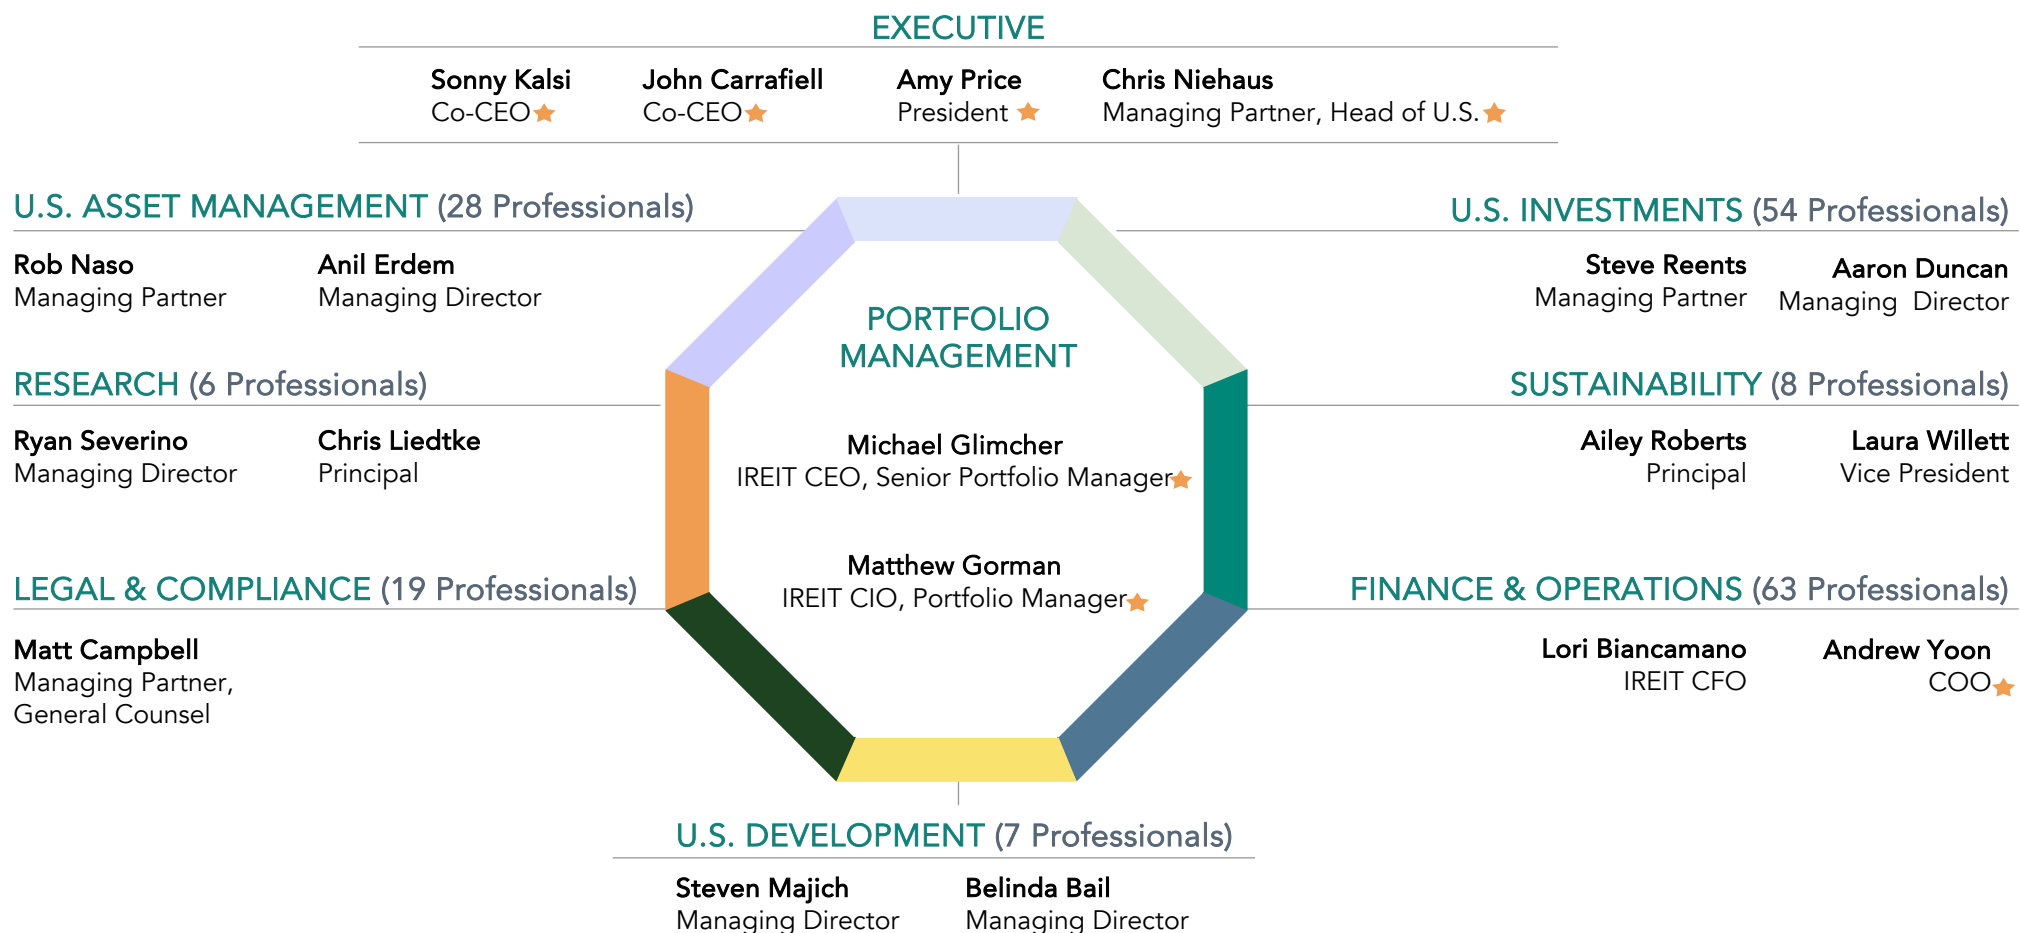 EXECUTIVE
Sonny Kalsi
Co-CEO
John Carrafiell
Co-CEO
Amy Price
President
Chris Niehaus
Managing Partner, Head of U.S.
U.S. ASSET MANAGEMENT (28 Professionals)
Rob Naso
Managing Partner
Anil Erdem
Managing Director
U.S. INVESTMENTS (54 Professionals)
Steve Reents
Managing Partner
Aaron Duncan
Managing Director
PORTFOLIO
MANAGEMENT
Michael Glimcher
IREIT CEO, Senior Portfolio Manager
Matthew Gorman
IREIT CIO, Portfolio Manager
RESEARCH (6 Professionals)
Ryan Severino
Managing Director
Chris Liedtke
Principal
SUSTAINABILITY (8 Professionals)
Ailey Roberts
Principal
Laura Willett
Vice President
LEGAL & COMPLIANCE (19 Professionals)
Matt Campbell
Managing Partner,
General Counsel
FINANCE & OPERATIONS (63 Professionals)
Lori Biancamano
IREIT CFO
Andrew Yoon
COO
U.S. DEVELOPMENT (7 Professionals)
Steven Majich
Managing Director
Belinda Bail
Managing Director